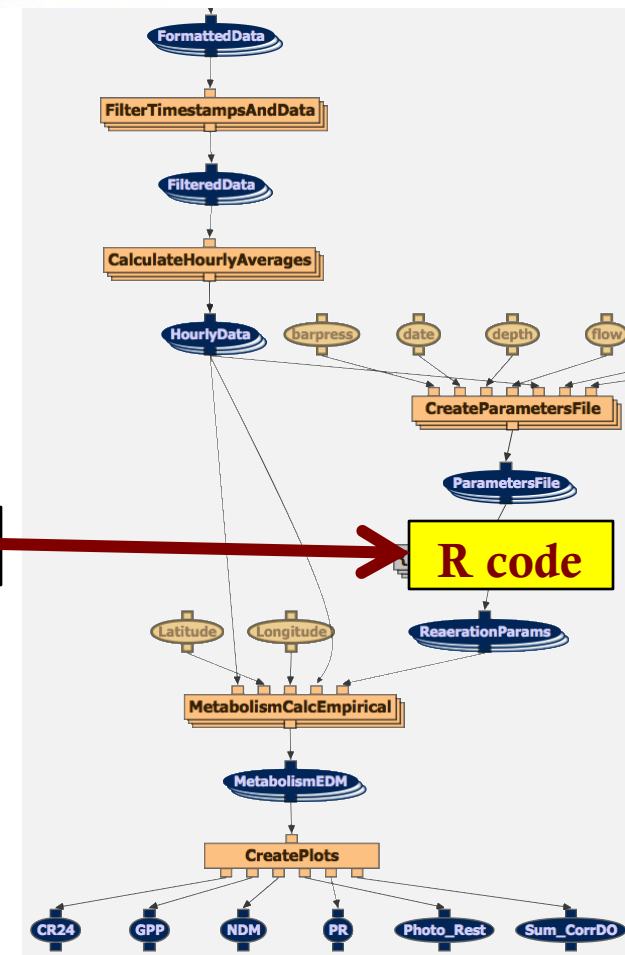 FormattedData
FilterTimestampsAndData
FilteredData
CalculateHourlyAverages
HourlyData
barpress
date
depth
flow
CreateParametersFile
ParametersFile
R code
Latitude
Longitude
ReaerationParams
MetabolismCalcEmpirical
MetabolismEDM
CreatePlots
CR24
GPP
NDM
PR
Photo_Rest
Sum_CorrDO